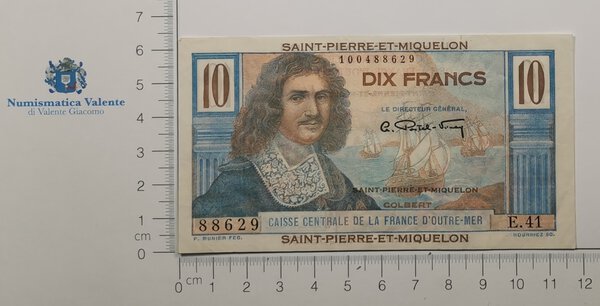 Numismatica Valente
di Valente Giacomo
7
6
5
4
3
2
1
0
cm
0 cm 1 2 3 4 5 6 7 8 9 10 11 12
SAINT-PIERRE-ET-MIQUELON
100488629
10
DIX FRANCS
10
LE DIRECTEUR GÉNÉRAL,
SAINT-PIERRE-ET-MIQUELON
COLBERT
88629
CAISSE CENTRALE DE LA FRANCE D'OUTRE-MER
E.41
P. MUNIER FEC.
SAINT-PIERRE-ET-MIQUELON